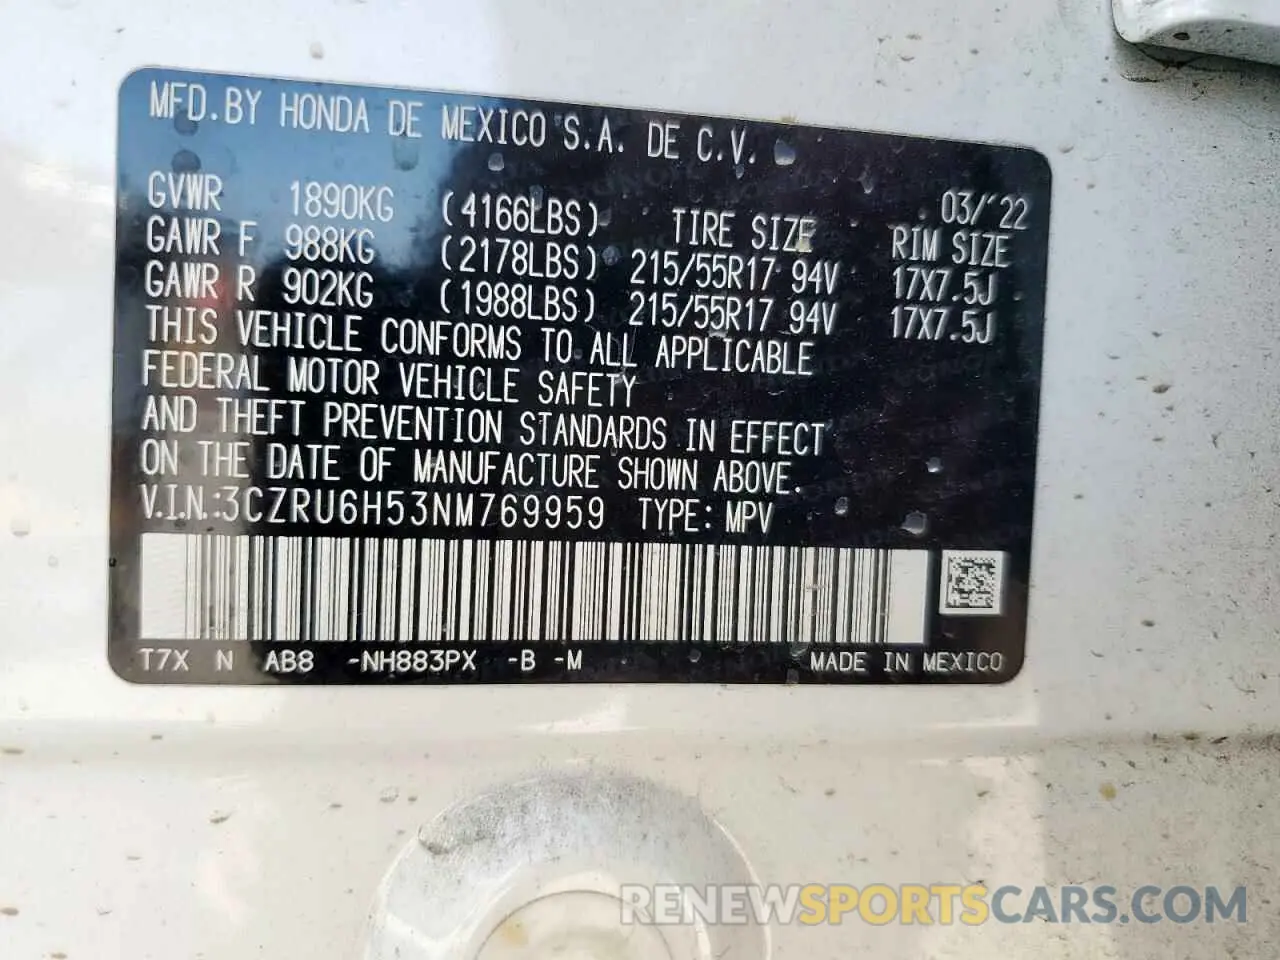 MFD.BY HONDA DE MEXICO S.A. DE C.V.
03/'22
GVWR 1890KG (4166LBS) TIRE SIZE RIM SIZE
GAWR F 988KG (2178LBS) 215/55R17 94V 17X7.5J
GAWR R 902KG (1988LBS) 215/55R17 94V 17X7.5J
THIS VEHICLE CONFORMS TO ALL APPLICABLE
FEDERAL MOTOR VEHICLE SAFETY
AND THEFT PREVENTION STANDARDS IN EFFECT
ON THE DATE OF MANUFACTURE SHOWN ABOVE.
V.I.N.:3CZRU6H53NM769959 TYPE: MPV
T7X N AB8 -NH883PX -B -M MADE IN MEXICO
RENEWSPORTSCARS.COM